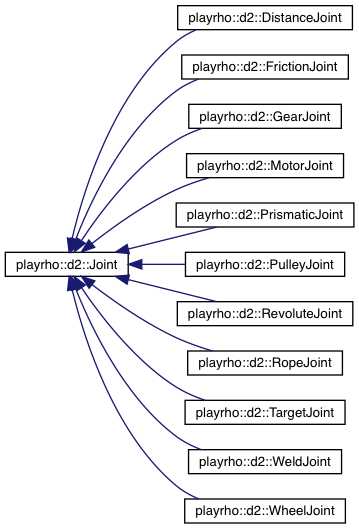 playrho::d2::DistanceJoint
playrho::d2::FrictionJoint
playrho::d2::GearJoint
playrho::d2::MotorJoint
playrho::d2::PrismaticJoint
playrho::d2::Joint
playrho::d2::PulleyJoint
playrho::d2::RevoluteJoint
playrho::d2::RopeJoint
playrho::d2::TargetJoint
playrho::d2::WeldJoint
playrho::d2::WheelJoint